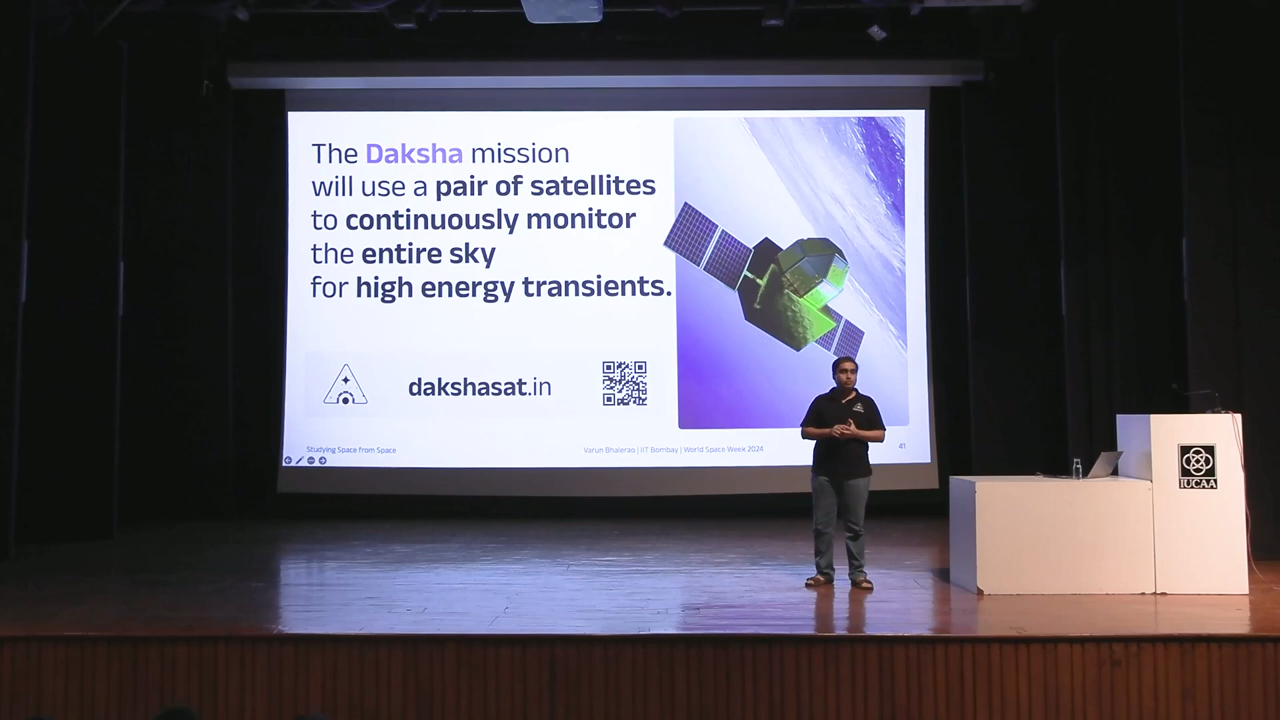 The Daksha mission
will use a pair of satellites
to continuously monitor
the entire sky
for high energy transients.
dakshasat.in
Studying Space from Space
Varun Bhalerao | IIT Bombay | World Space Week 2024
41
IUCAA